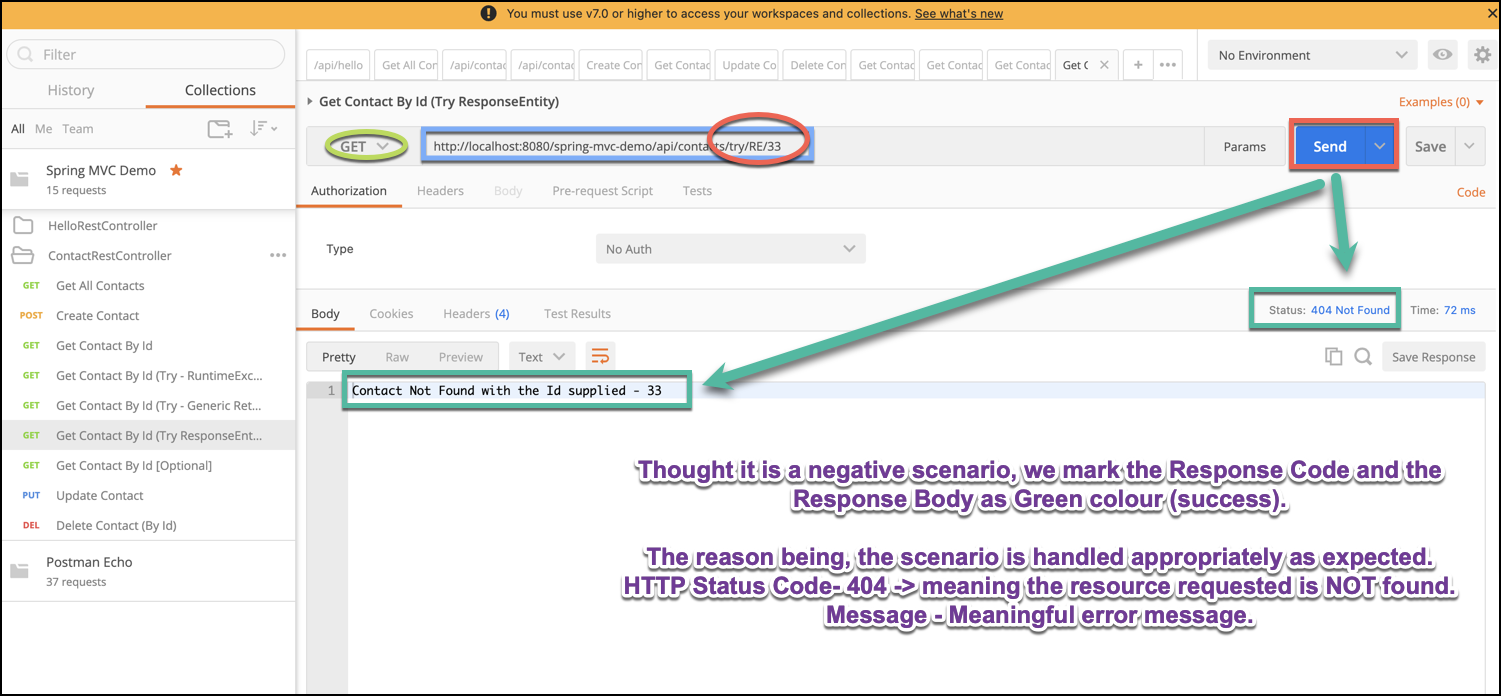 You must use v7.0 or higher to access your workspaces and collections. See what's new
Filter
History
Collections
All Me Team
Spring MVC Demo
15 requests
HelloRestController
ContactRestController
GET Get All Contacts
POST Create Contact
GET Get Contact By Id
GET Get Contact By Id (Try - RuntimeExc...
GET Get Contact By Id (Try - Generic Ret...
GET Get Contact By Id (Try ResponseEnt...
GET Get Contact By Id [Optional]
PUT Update Contact
DEL Delete Contact (By Id)
Postman Echo
37 requests
/api/hello
Get All Con
/api/contac
/api/contac
Create Con
Get Contac
Update Co
Delete Con
Get Contac
Get Contac
Get Contac
Get C
No Environment
Get Contact By Id (Try ResponseEntity)
Examples (0)
GET
http://localhost:8080/spring-mvc-demo/api/contacts/try/RE/33
Params
Send
Save
Authorization
Headers
Body
Pre-request Script
Tests
Code
Type
No Auth
Body
Cookies
Headers (4)
Test Results
Status: 404 Not Found
Time: 72 ms
Pretty
Raw
Preview
Text
Save Response
1 Contact Not Found with the Id supplied - 33
Thought it is a negative scenario, we mark the Response Code and the
Response Body as Green colour (success).
The reason being, the scenario is handled appropriately as expected.
HTTP Status Code- 404 -> meaning the resource requested is NOT found.
Message - Meaningful error message.